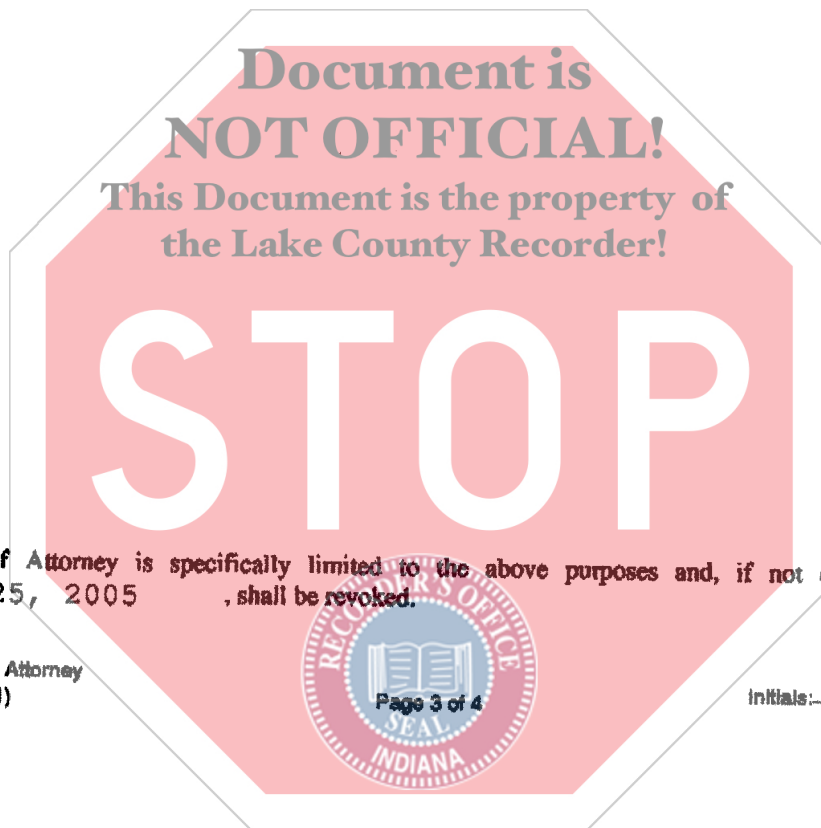 Document is
NOT OFFICIAL!
This Document is the property of
the Lake County Recorder!
STOP
f Attorney is specifically limited to the above purposes and, if not
25, 2005 , shall be revoked.
RECORDER'S OFFICE
SEAL
INDIANA
Attorney
Page 3 of 4
Initials: